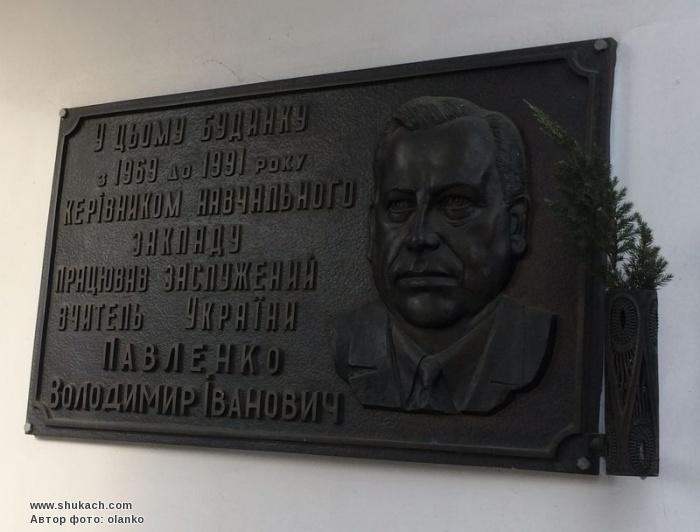 У ЦЬОМУ БУДИНКУ
з 1969 до 1991 року
КЕРІВНИКОМ НАВЧАЛЬНОГО
ЗАКЛАДУ
ПРАЦЮВАВ ЗАСЛУЖЕНИЙ
ВЧИТЕЛЬ УКРАЇНИ
ПАВЛЕНКО
ВОЛОДИМИР ІВАНОВИЧ
www.shukach.com
Автор фото: olanko